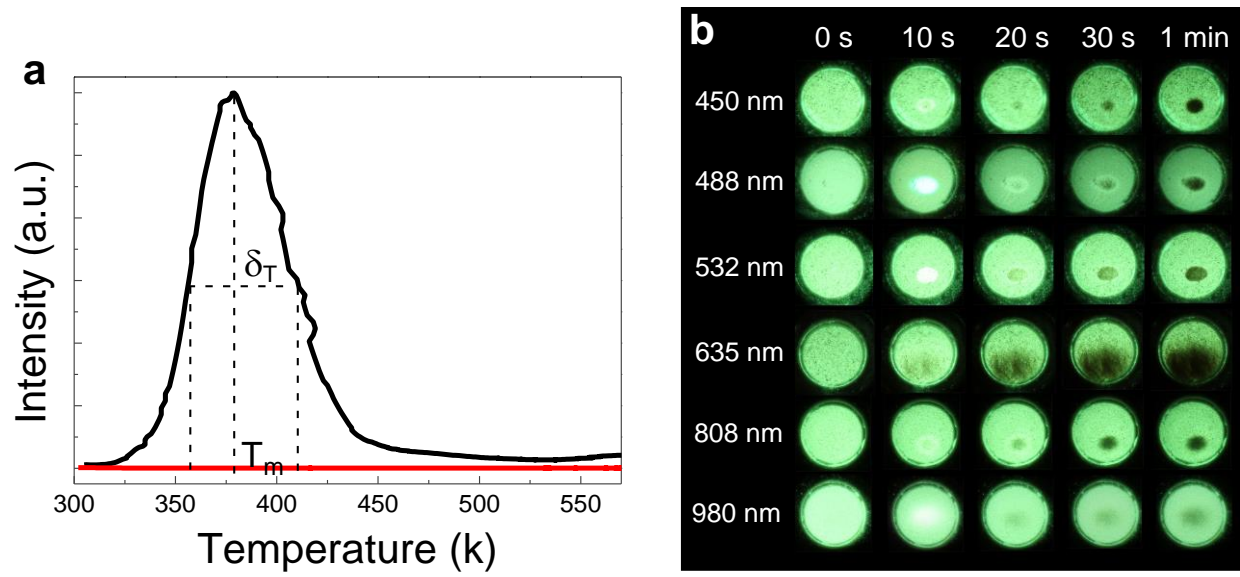 a
Intensity (a.u.)
δT
Tm
300 350 400 450 500 550
Temperature (k)
b
0 s 10 s 20 s 30 s 1 min
450 nm
488 nm
532 nm
635 nm
808 nm
980 nm